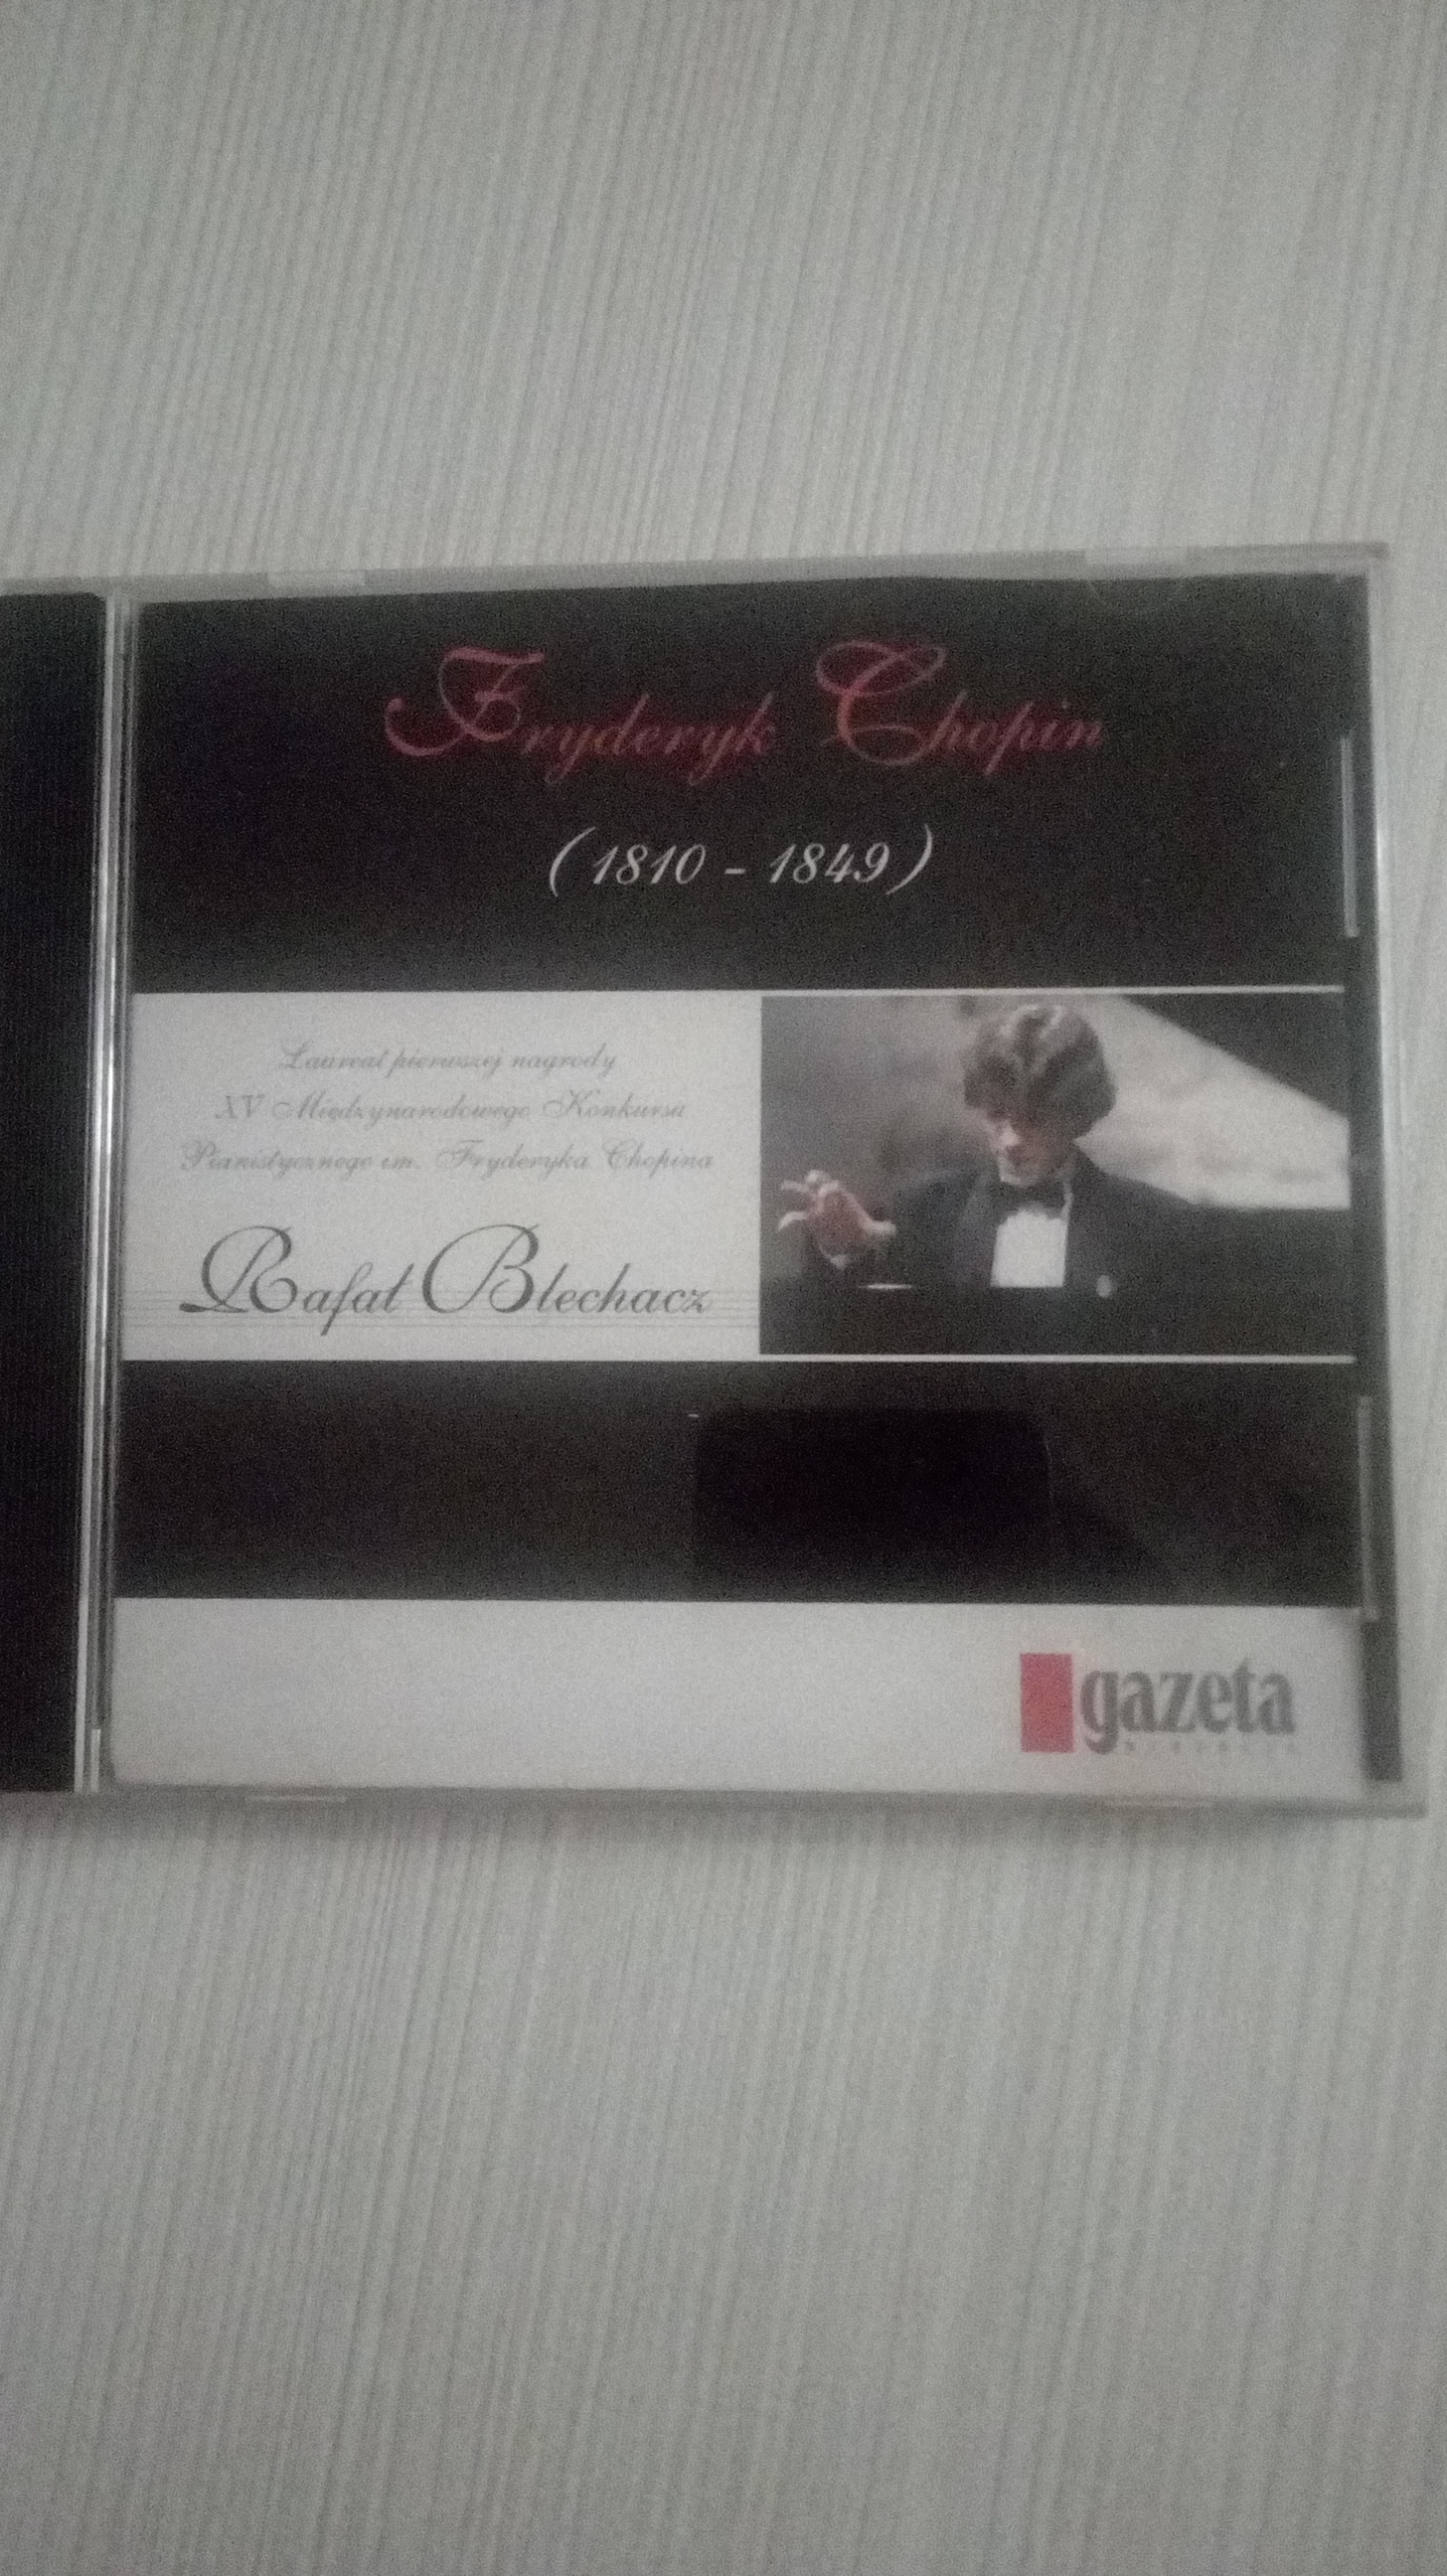 Fryderyk Chopin
(1810 - 1849)
Laureat pierwszej nagrody
XV Międzynarodowego Konkursu
Pianistycznego im. Fryderyka Chopina
Rafał Blechacz
gazeta